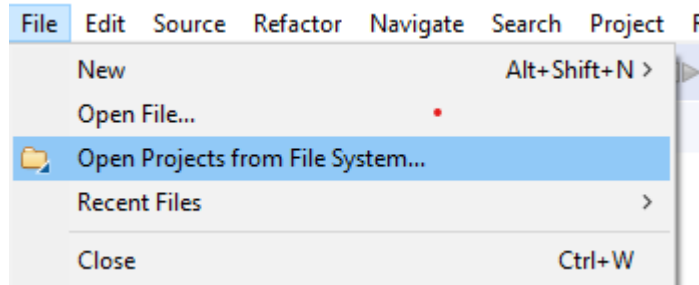 File Edit Source Refactor Navigate Search Project
New Alt+Shift+N >
Open File...
Open Projects from File System...
Recent Files >
Close Ctrl+W